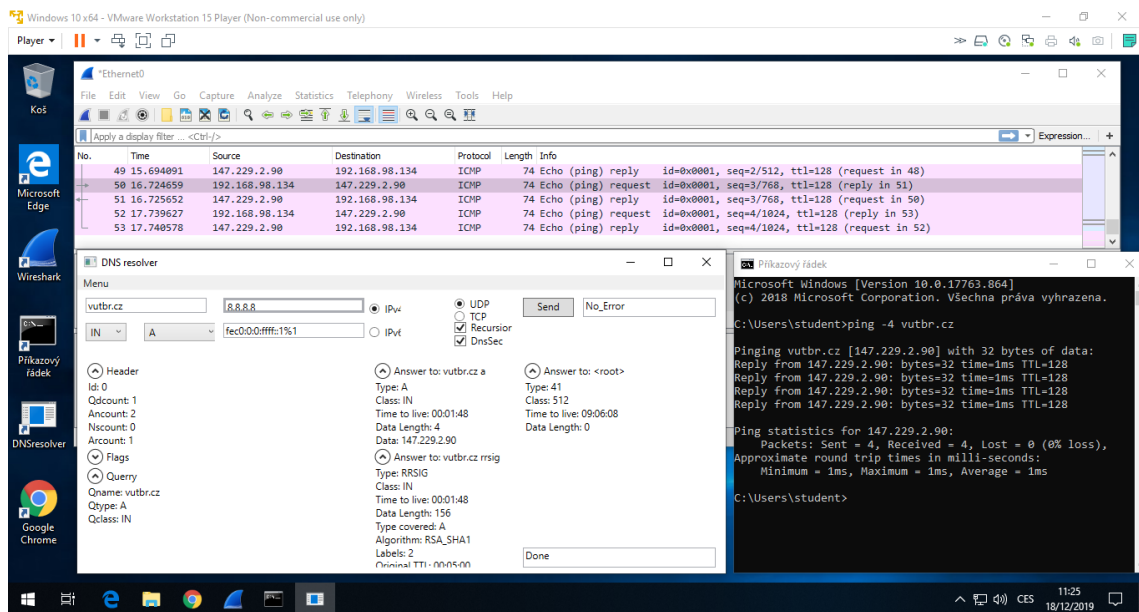 Windows 10 x64 - VMware Workstation 15 Player (Non-commercial use only)
Player
Koš
Microsoft Edge
Wireshark
Příkazový řádek
DNSresolver
Google Chrome
*Ethernet0
File Edit View Go Capture Analyze Statistics Telephony Wireless Tools Help
Apply a display filter ... <Ctrl-/>
Expression... +
No. Time Source Destination Protocol Length Info
49 15.694091 147.229.2.90 192.168.98.134 ICMP 74 Echo (ping) reply id=0x0001, seq=2/512, ttl=128 (request in 48)
50 16.724659 192.168.98.134 147.229.2.90 ICMP 74 Echo (ping) request id=0x0001, seq=3/768, ttl=128 (reply in 51)
51 16.725652 147.229.2.90 192.168.98.134 ICMP 74 Echo (ping) reply id=0x0001, seq=3/768, ttl=128 (request in 50)
52 17.739627 192.168.98.134 147.229.2.90 ICMP 74 Echo (ping) request id=0x0001, seq=4/1024, ttl=128 (reply in 53)
53 17.740578 147.229.2.90 192.168.98.134 ICMP 74 Echo (ping) reply id=0x0001, seq=4/1024, ttl=128 (request in 52)
DNS resolver
Menu
vutbr.cz 8.8.8.8 IPv4 UDP Send No_Error
TCP
IN A fec0:0:0:ffff::1%1 IPv6 Recursior
DnsSec
Header
Id: 0
Qdcount: 1
Ancount: 2
Nscount: 0
Arcount: 1
Flags
Querry
Qname: vutbr.cz
Qtype: A
Qclass: IN
Answer to: vutbr.cz a
Type: A
Class: IN
Time to live: 00:01:48
Data Length: 4
Data: 147.229.2.90
Answer to: vutbr.cz rrsig
Type: RRSIG
Class: IN
Time to live: 00:01:48
Data Length: 156
Type covered: A
Algorithm: RSA_SHA1
Labels: 2
Original TTL: 00:05:00
Answer to: <root>
Type: 41
Class: 512
Time to live: 09:06:08
Data Length: 0
Done
Příkazový řádek
Microsoft Windows [Version 10.0.17763.864]
(c) 2018 Microsoft Corporation. Všechna práva vyhrazena.
C:\Users\student>ping -4 vutbr.cz
Pinging vutbr.cz [147.229.2.90] with 32 bytes of data:
Reply from 147.229.2.90: bytes=32 time=1ms TTL=128
Reply from 147.229.2.90: bytes=32 time=1ms TTL=128
Reply from 147.229.2.90: bytes=32 time=1ms TTL=128
Reply from 147.229.2.90: bytes=32 time=1ms TTL=128
Ping statistics for 147.229.2.90:
Packets: Sent = 4, Received = 4, Lost = 0 (0% loss),
Approximate round trip times in milli-seconds:
Minimum = 1ms, Maximum = 1ms, Average = 1ms
C:\Users\student>
CES
11:25
18/12/2019